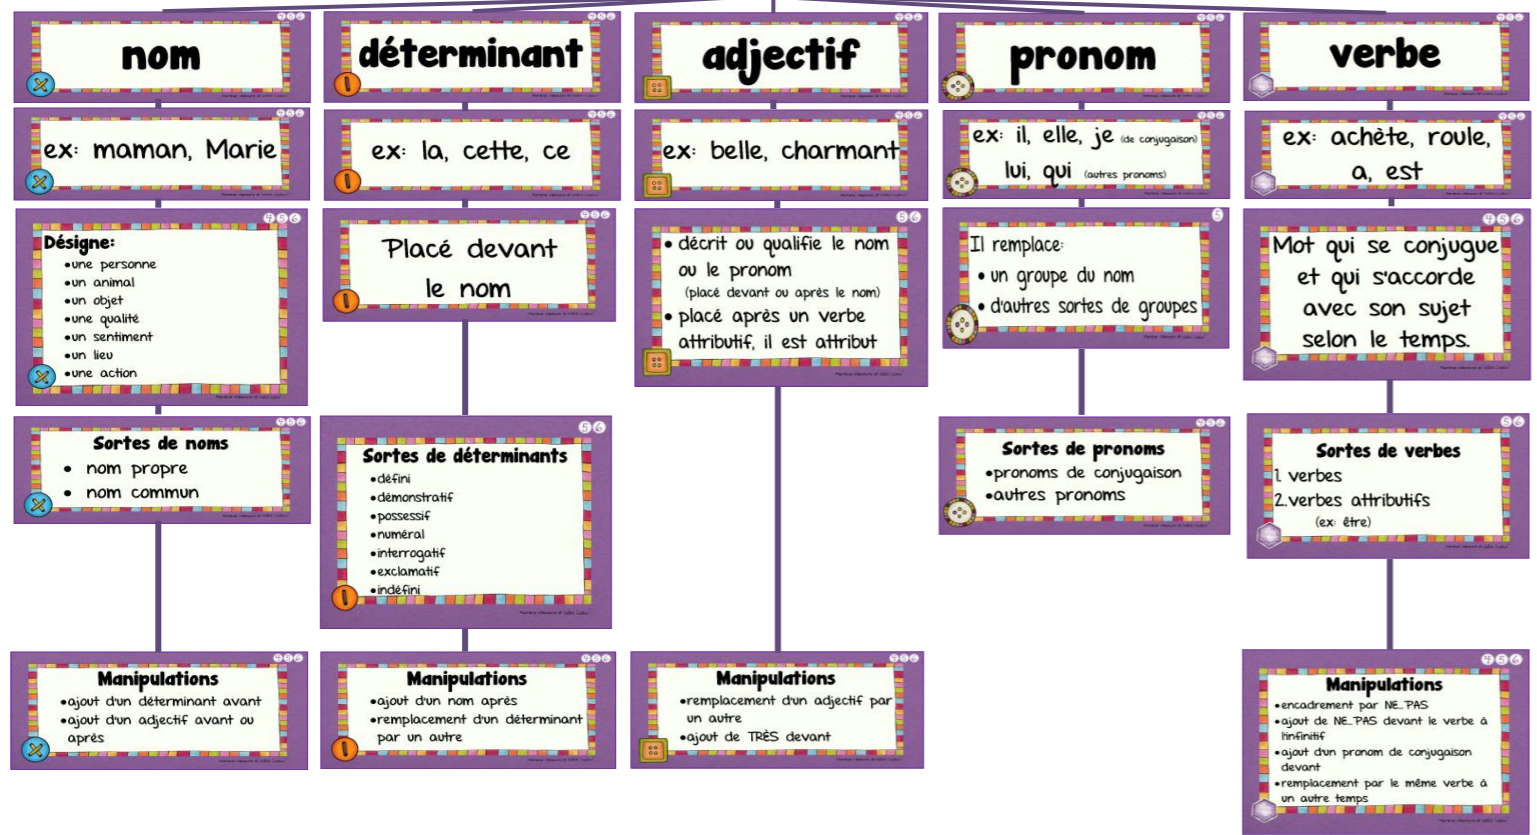 nom
ex: maman, Marie
Désigne:
•une personne
•un animal
•un objet
•une qualité
•un sentiment
•un lieu
•une action
Sortes de noms
• nom propre
• nom commun
Manipulations
•ajout d'un déterminant avant
•ajout d'un adjectif avant ou
après
déterminant
ex: la, cette, ce
Placé devant
le nom
Sortes de déterminants
•défini
•démonstratif
•possessif
•numéral
•interrogatif
•exclamatif
•indéfini
Manipulations
•ajout d'un nom après
•remplacement d'un déterminant
par un autre
adjectif
ex: belle, charmant
• décrit ou qualifie le nom
ou le pronom
(placé devant ou après le nom)
• placé après un verbe
attributif, il est attribut
Manipulations
•remplacement d'un adjectif par
un autre
•ajout de TRÈS devant
pronom
ex: il, elle, je (de conjugaison)
lui, qui (autres pronoms)
Il remplace:
• un groupe du nom
• d'autres sortes de groupes
Sortes de pronoms
•pronoms de conjugaison
•autres pronoms
verbe
ex: achète, roule,
a, est
Mot qui se conjugue
et qui s'accorde
avec son sujet
selon le temps.
Sortes de verbes
1. verbes
2.verbes attributifs
(ex: être)
Manipulations
•encadrement par NE...PAS
•ajout de NE...PAS devant le verbe à
l'infinitif
•ajout d'un pronom de conjugaison
devant
•remplacement par le même verbe à
un autre temps